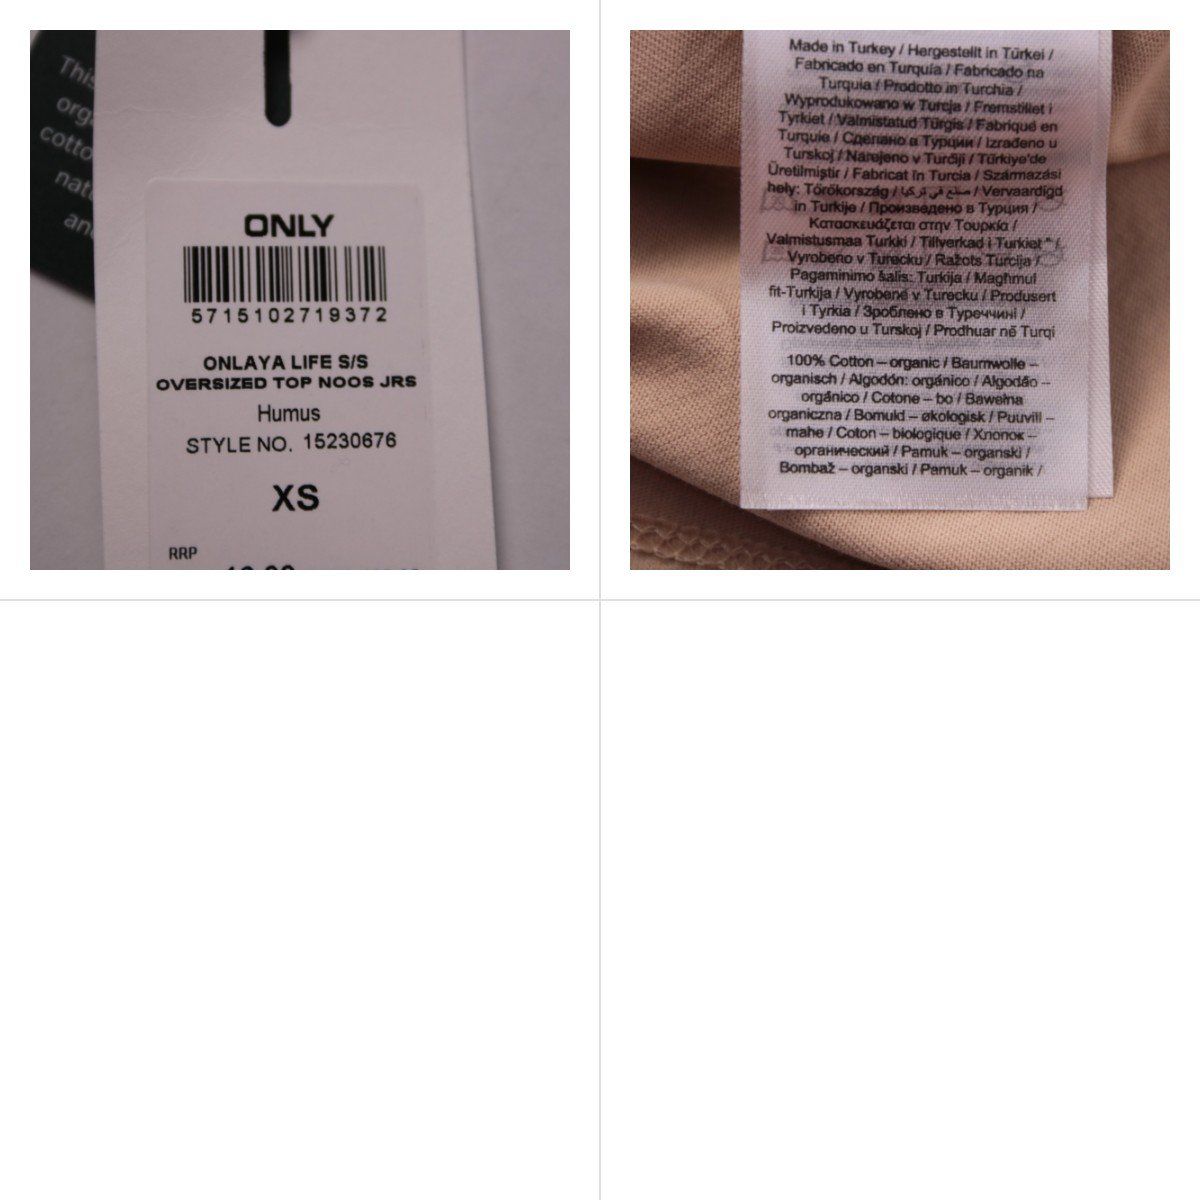 This
orga
cotto
natu
and
ONLY
5715102719372
ONLAYA LIFE S/S
OVERSIZED TOP NOOS JRS
Humus
STYLE NO. 15230676
XS
RRP
Made in Turkey / Hergestellt in Türkei /
Fabricado en Turquía / Fabricado na
Turquia / Prodotto in Turchia /
Wyprodukowano w Turcja / Fremstillet i
Tyrkiet / Valmistatud Türgis / Fabriqué en
Turquie / Сделано в Турции / Izrađeno u
Turskoj / Narejeno v Turčiji / Türkiye'de
Üretilmiştir / Fabricat în Turcia / Származási
hely: Törökország / صنع في تركيا / Vervaardigd
in Turkije / Произведено в Турция /
Κατασκευάζεται στην Τουρκία /
Valmistusmaa Turkki / Tillverkad i Turkiet /
Vyrobeno v Turecku / Ražots Turcija /
Pagaminimo šalis: Turkija / Magħmul
fit-Turkija / Vyrobené v Turecku / Produsert
i Tyrkia / Зроблено в Туреччині /
Proizvedeno u Turskoj / Prodhuar në Turqi
100% Cotton – organic / Baumwolle –
organisch / Algodón: orgánico / Algodão –
orgânico / Cotone – bo / Bawełna
organiczna / Bomuld – økologisk / Puuvill –
mahe / Coton – biologique / Хлопок –
органический / Pamuk – organski /
Bombaž – organski / Pamuk – organik /